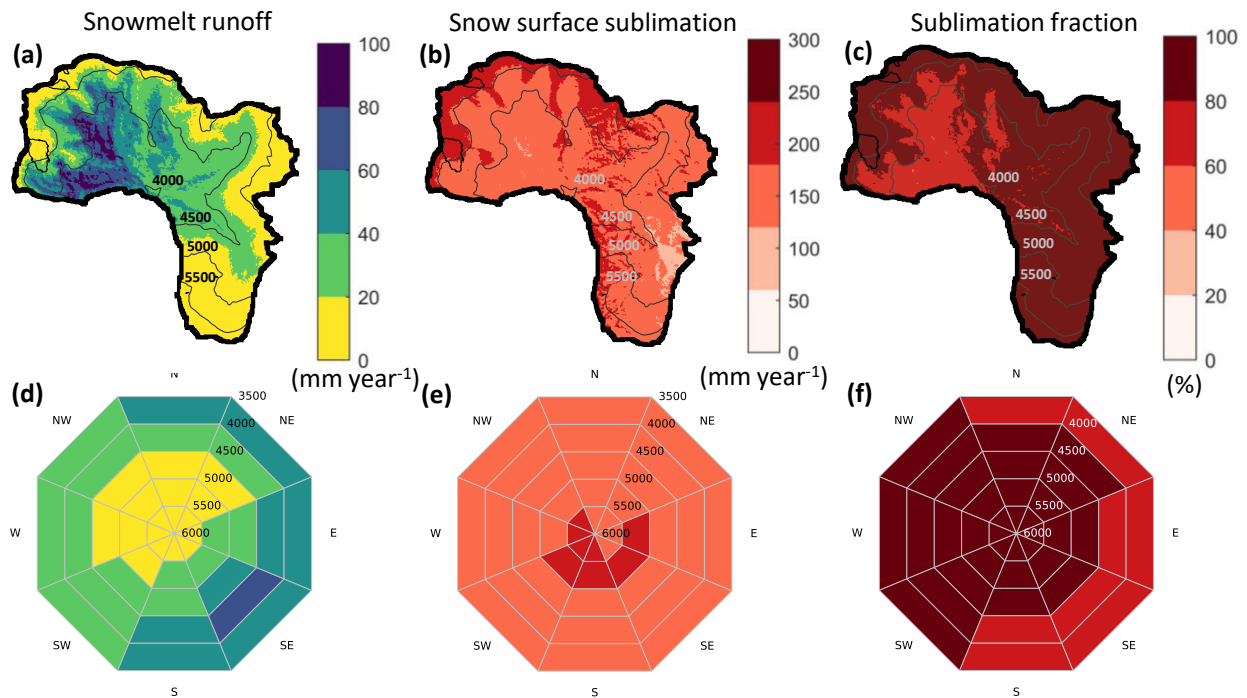 Snowmelt runoff
Snow surface sublimation
Sublimation fraction
(a)
100
80
60
40
20
0
4000
4500
5000
5500
(mm year-1)
(b)
300
250
200
150
100
50
0
4000
4500
5000
5500
(mm year-1)
(c)
100
80
60
40
20
0
4000
4500
5000
5500
(%)
(d)
N
NW
NE
W
E
SW
SE
S
3500
4000
4500
5000
5500
6000
(e)
N
NW
NE
W
E
SW
SE
S
3500
4000
4500
5000
5500
6000
(f)
N
NW
NE
W
E
SW
SE
S
3500
4000
4500
5000
5500
6000